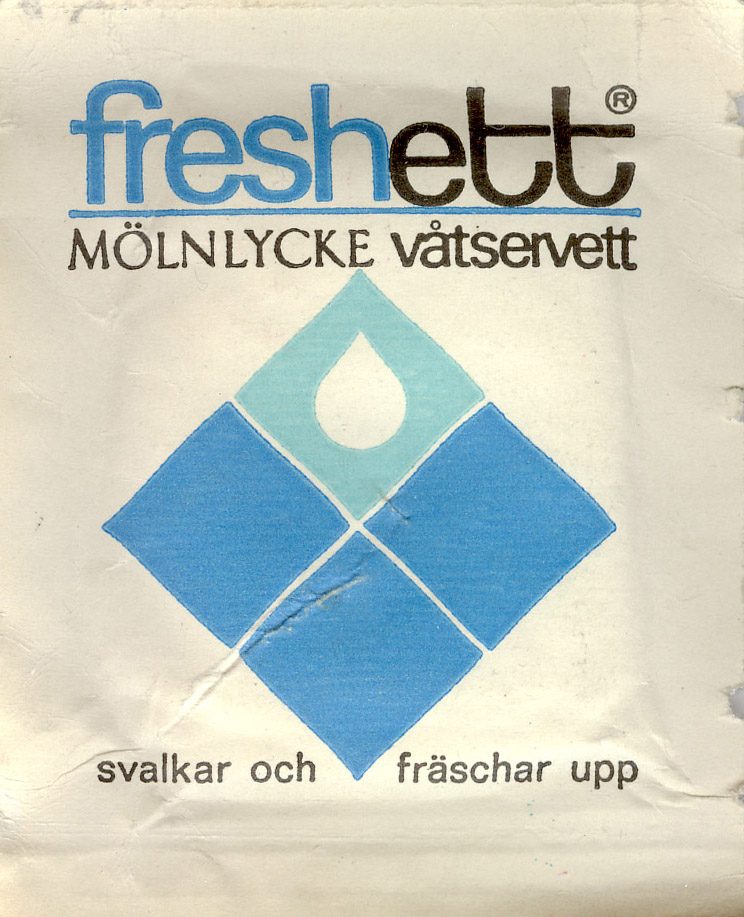 freshett®
MÖLNLYCKE våtservett
svalkar och fräschar upp